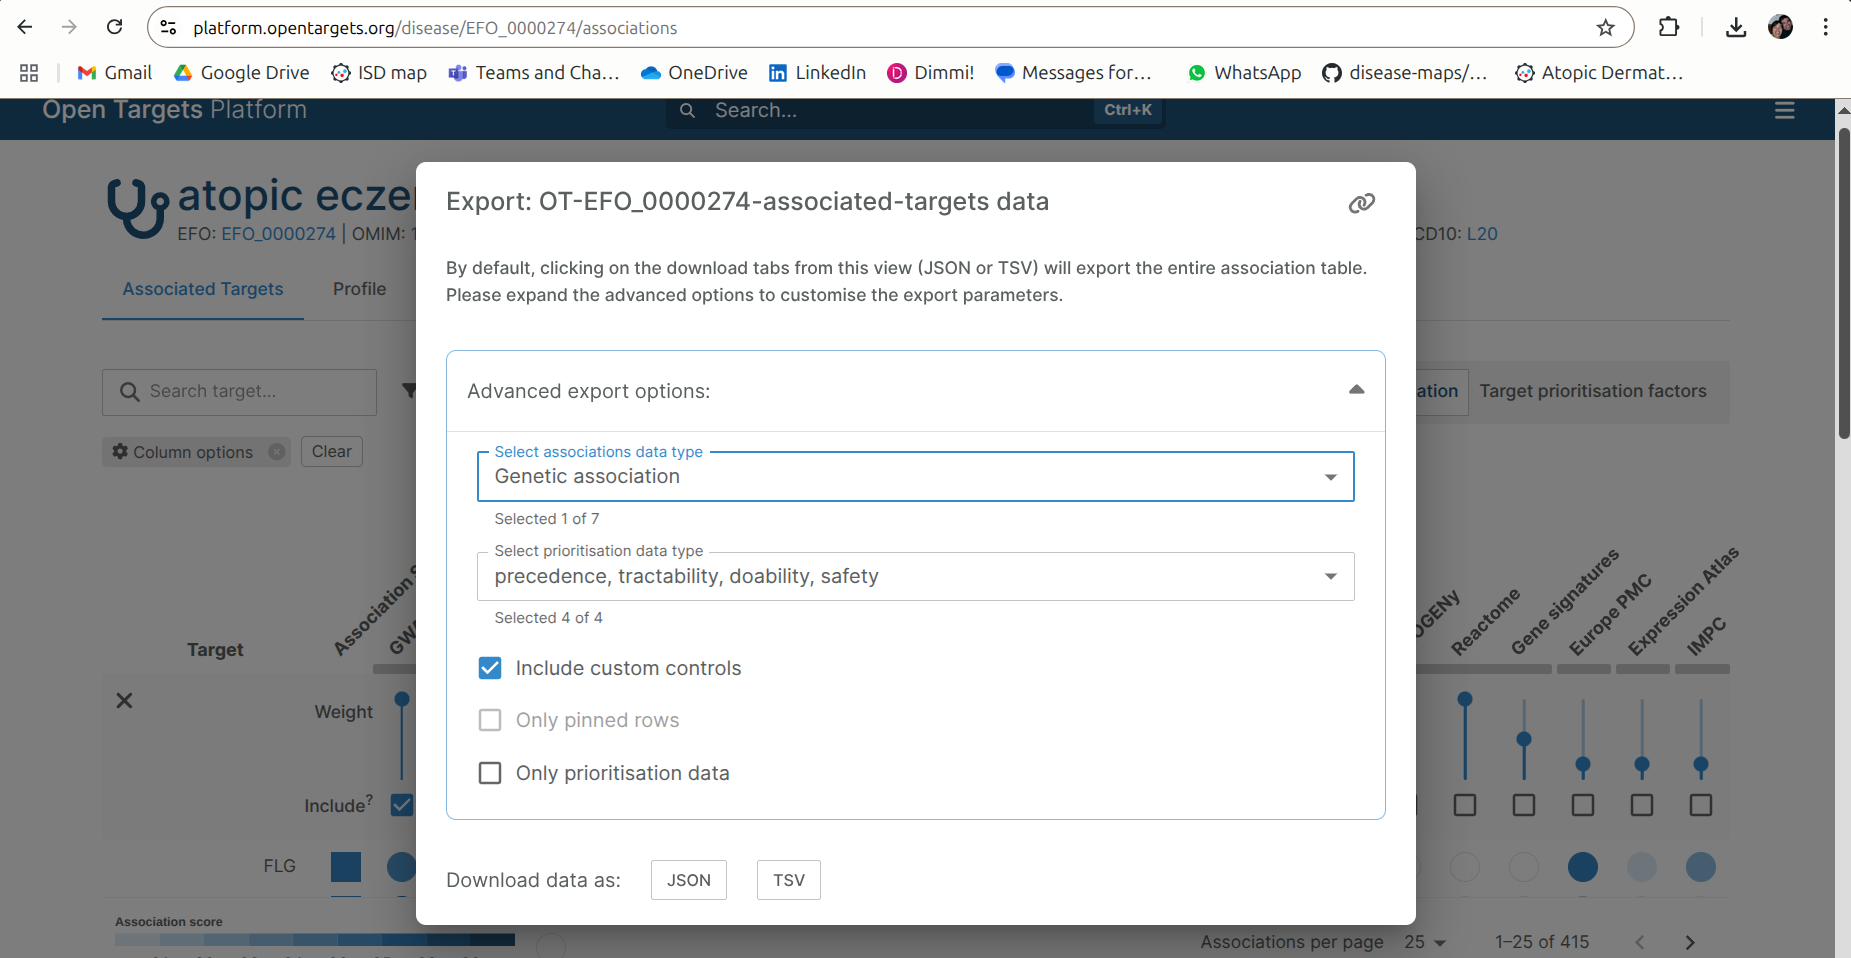 platform.opentargets.org/disease/EFO_0000274/associations
Gmail Google Drive ISD map Teams and Cha... OneDrive LinkedIn Dimmi! Messages for... WhatsApp disease-maps/... Atopic Dermat...
Open Targets Platform
Search...
Ctrl+K
atopic ecze
EFO: EFO_0000274 | OMIM: 1
CD10: L20
Associated Targets
Profile
Search target...
ation
Target prioritisation factors
Column options
Clear
Export: OT-EFO_0000274-associated-targets data
By default, clicking on the download tabs from this view (JSON or TSV) will export the entire association table.
Please expand the advanced options to customise the export parameters.
Advanced export options:
Select associations data type
Genetic association
Selected 1 of 7
Select prioritisation data type
precedence, tractability, doability, safety
Selected 4 of 4
Include custom controls
Only pinned rows
Only prioritisation data
Download data as:
JSON
TSV
Target
Association S
GW
OGENy
Reactome
Gene signatures
Europe PMC
Expression Atlas
IMPC
Weight
Include?
FLG
Association score
Associations per page 25 1–25 of 415